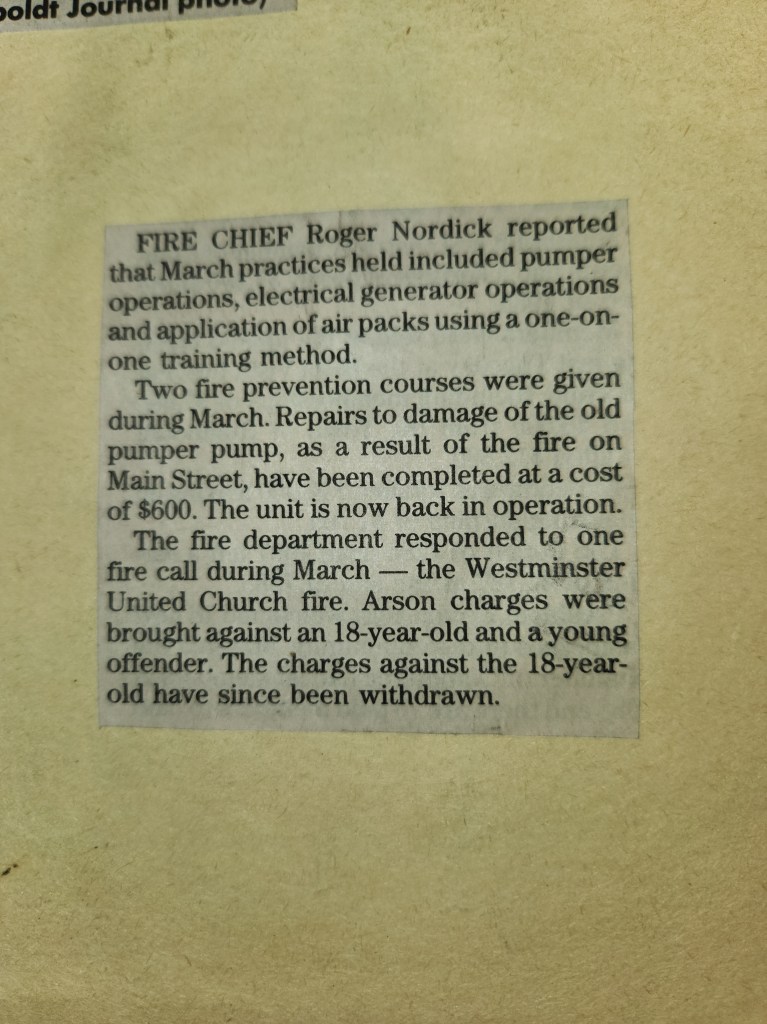 boldt Journal photo)
FIRE CHIEF Roger Nordick reported
that March practices held included pumper
operations, electrical generator operations
and application of air packs using a one-on-
one training method.
Two fire prevention courses were given
during March. Repairs to damage of the old
pumper pump, as a result of the fire on
Main Street, have been completed at a cost
of $600. The unit is now back in operation.
The fire department responded to one
fire call during March — the Westminster
United Church fire. Arson charges were
brought against an 18-year-old and a young
offender. The charges against the 18-year-
old have since been withdrawn.